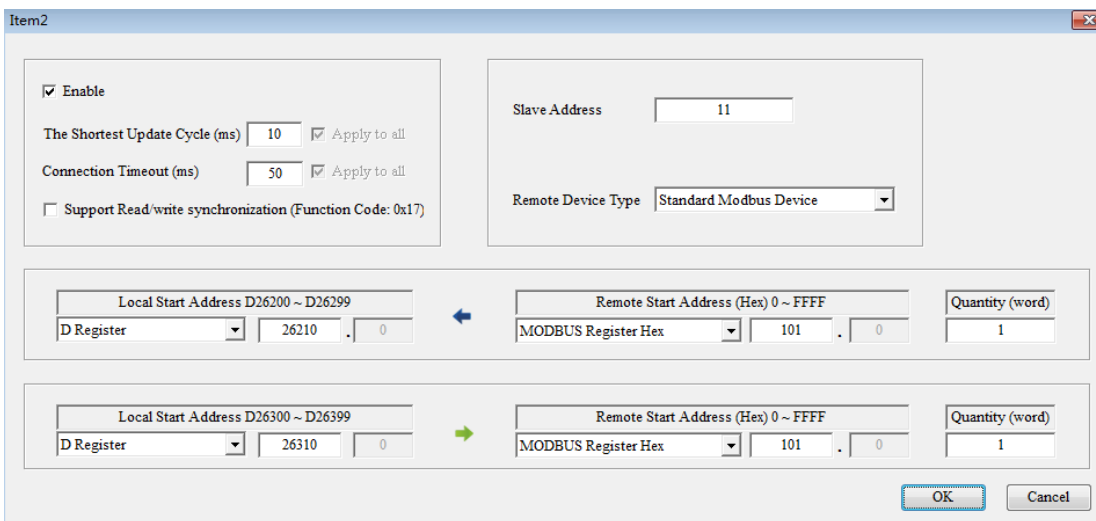 Item2
Enable
The Shortest Update Cycle (ms) 10 Apply to all
Connection Timeout (ms) 50 Apply to all
Support Read/write synchronization (Function Code: 0x17)
Slave Address 11
Remote Device Type Standard Modbus Device
Local Start Address D26200 ~ D26299 Remote Start Address (Hex) 0 ~ FFFF Quantity (word)
D Register 26210 . 0 MODBUS Register Hex 101 . 0 1
Local Start Address D26300 ~ D26399 Remote Start Address (Hex) 0 ~ FFFF Quantity (word)
D Register 26310 0 MODBUS Register Hex 101 . 0 1
OK Cancel